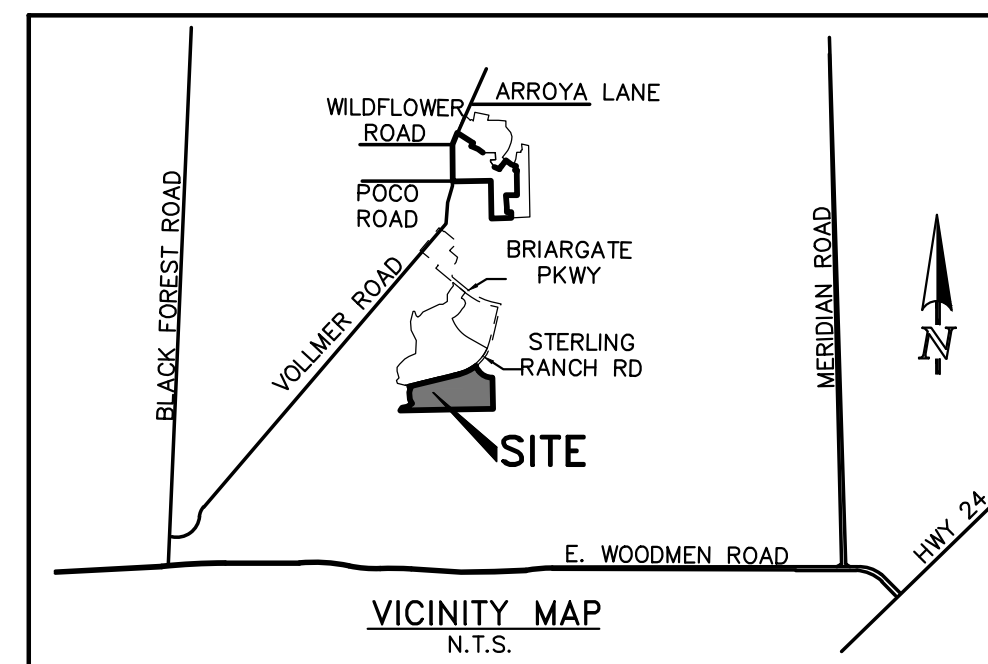 ARROYA LANE
WILDFLOWER
ROAD
POCO
ROAD
BLACK FOREST ROAD
VOLLMER ROAD
BRIARGATE
PKWY
STERLING
RANCH RD
MERIDIAN ROAD
N
SITE
HWY 24
E. WOODMEN ROAD
VICINITY MAP
N.T.S.